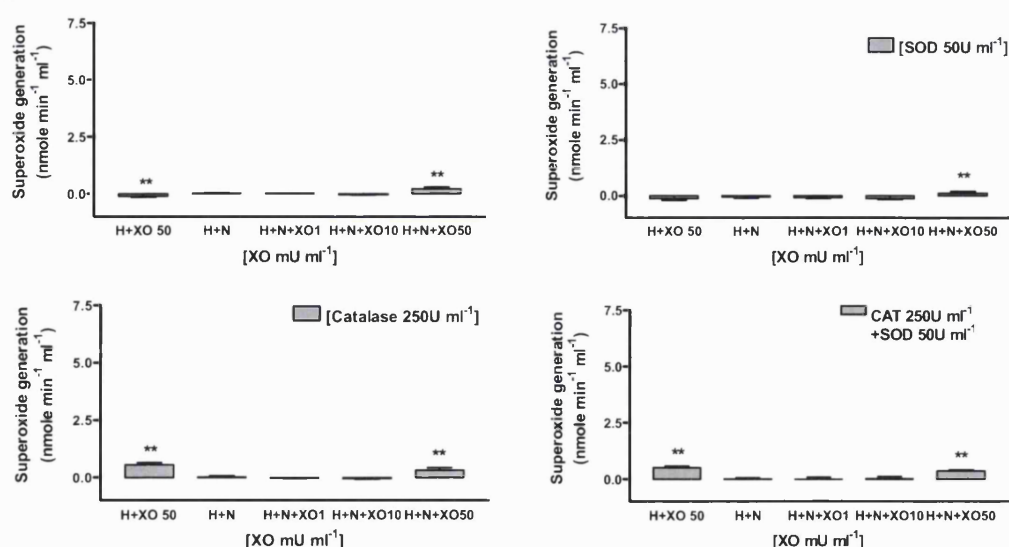 Superoxide generation
(nmole min⁻¹ ml⁻¹)
7.5
5.0
2.5
0.0
**
**
H+XO 50 H+N H+N+XO1 H+N+XO10 H+N+XO50
[XO mU ml⁻¹]
Superoxide generation
(nmole min⁻¹ ml⁻¹)
7.5
5.0
2.5
0.0
[SOD 50U ml⁻¹]
**
H+XO 50 H+N H+N+XO1 H+N+XO10 H+N+XO50
[XO mU ml⁻¹]
Superoxide generation
(nmole min⁻¹ ml⁻¹)
7.5
5.0
2.5
0.0
[Catalase 250U ml⁻¹]
**
**
H+XO 50 H+N H+N+XO1 H+N+XO10 H+N+XO50
[XO mU ml⁻¹]
Superoxide generation
(nmole min⁻¹ ml⁻¹)
7.5
5.0
2.5
0.0
CAT 250U ml⁻¹
+SOD 50U ml⁻¹
**
**
H+XO 50 H+N H+N+XO1 H+N+XO10 H+N+XO50
[XO mU ml⁻¹]